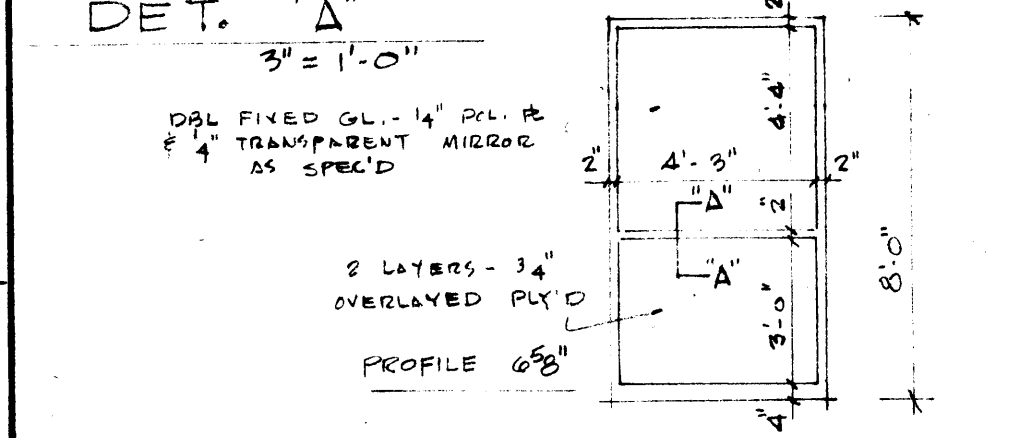 DET. "A"
3" = 1'-0"
DBL FIXED GL. - 1/4" PCL. PL
& 1/4" TRANSPARENT MIRROR
AS SPEC'D
2 LAYERS - 3/4"
OVERLAYED PLY'D
PROFILE 6 5/8"
2"
4'-4"
2"
4'-3"
2"
"A"
2"
"A"
3'-0"
4"
8'-0"